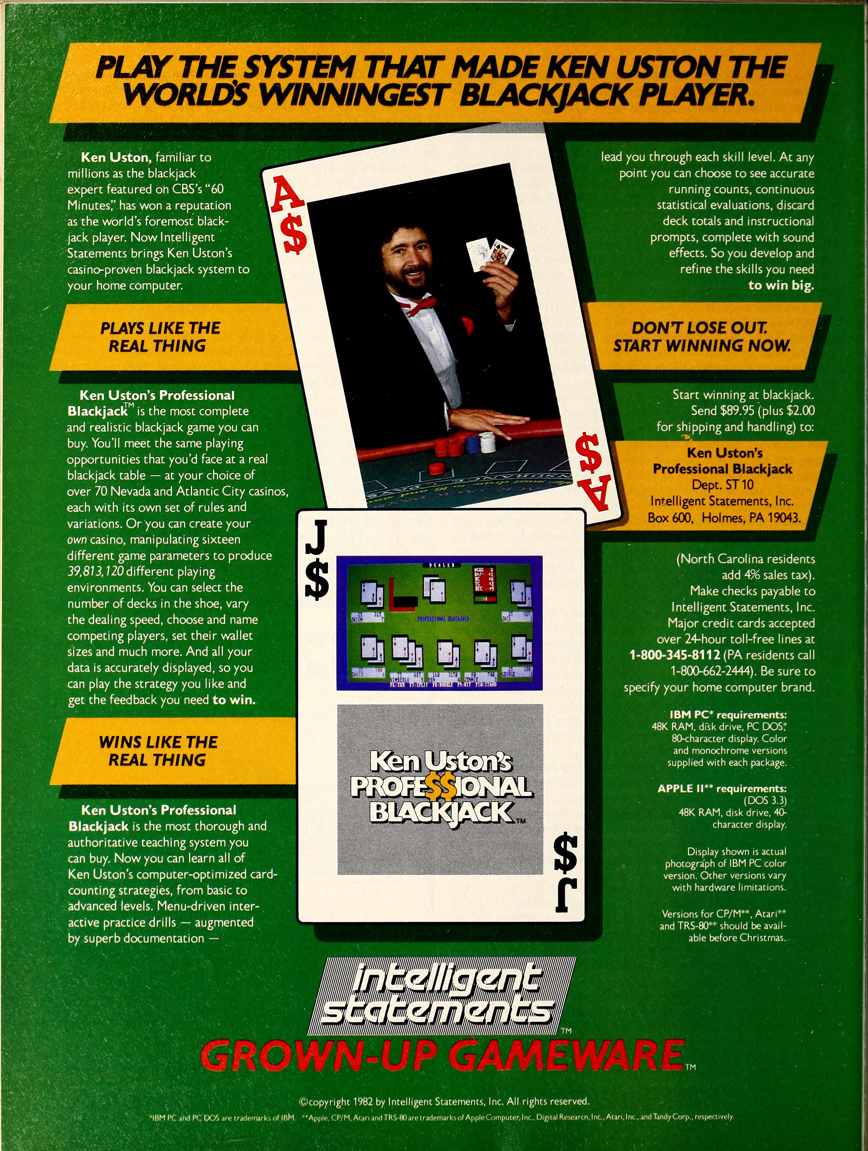 PLAY THE SYSTEM THAT MADE KEN USTON THE
WORLD'S WINNINGEST BLACKJACK PLAYER.
Ken Uston, familiar to
millions as the blackjack
expert featured on CBS's "60
Minutes," has won a reputation
as the world's foremost black-
jack player. Now Intelligent
Statements brings Ken Uston's
casino-proven blackjack system to
your home computer.
PLAYS LIKE THE
REAL THING
Ken Uston's Professional
Blackjack™ is the most complete
and realistic blackjack game you can
buy. You'll meet the same playing
opportunities that you'd face at a real
blackjack table — at your choice of
over 70 Nevada and Atlantic City casinos,
each with its own set of rules and
variations. Or you can create your
own casino, manipulating sixteen
different game parameters to produce
39,813,120 different playing
environments. You can select the
number of decks in the shoe, vary
the dealing speed, choose and name
competing players, set their wallet
sizes and much more. And all your
data is accurately displayed, so you
can play the strategy you like and
get the feedback you need to win.
WINS LIKE THE
REAL THING
Ken Uston's Professional
Blackjack is the most thorough and
authoritative teaching system you
can buy. Now you can learn all of
Ken Uston's computer-optimized card-
counting strategies, from basic to
advanced levels. Menu-driven inter-
active practice drills — augmented
by superb documentation —
A
$
$
A
J
$
DEALER
PROFESSIONAL BLACKJACK
Ken Uston's
PROFE$$IONAL
BLACKJACK™
$
J
lead you through each skill level. At any
point you can choose to see accurate
running counts, continuous
statistical evaluations, discard
deck totals and instructional
prompts, complete with sound
effects. So you develop and
refine the skills you need
to win big.
DON'T LOSE OUT.
START WINNING NOW.
Start winning at blackjack.
Send $89.95 (plus $2.00
for shipping and handling) to:
Ken Uston's
Professional Blackjack
Dept. ST 10
Intelligent Statements, Inc.
Box 600, Holmes, PA 19043.
(North Carolina residents
add 4% sales tax).
Make checks payable to
Intelligent Statements, Inc.
Major credit cards accepted
over 24-hour toll-free lines at
1-800-345-8112 (PA residents call
1-800-662-2444). Be sure to
specify your home computer brand.
IBM PC* requirements:
48K RAM, disk drive, PC DOS,*
80-character display. Color
and monochrome versions
supplied with each package.
APPLE II** requirements:
(DOS 3.3)
48K RAM, disk drive, 40-
character display.
Display shown is actual
photograph of IBM PC color
version. Other versions vary
with hardware limitations.
Versions for CP/M**, Atari**
and TRS-80** should be avail-
able before Christmas.
intelligent
statements™
GROWN-UP GAMEWARE™
©copyright 1982 by Intelligent Statements, Inc. All rights reserved.
*IBM PC and PC DOS are trademarks of IBM. **Apple, CP/M, Atari and TRS-80 are trademarks of Apple Computer, Inc., Digital Research, Inc., Atari, Inc., and Tandy Corp., respectively.